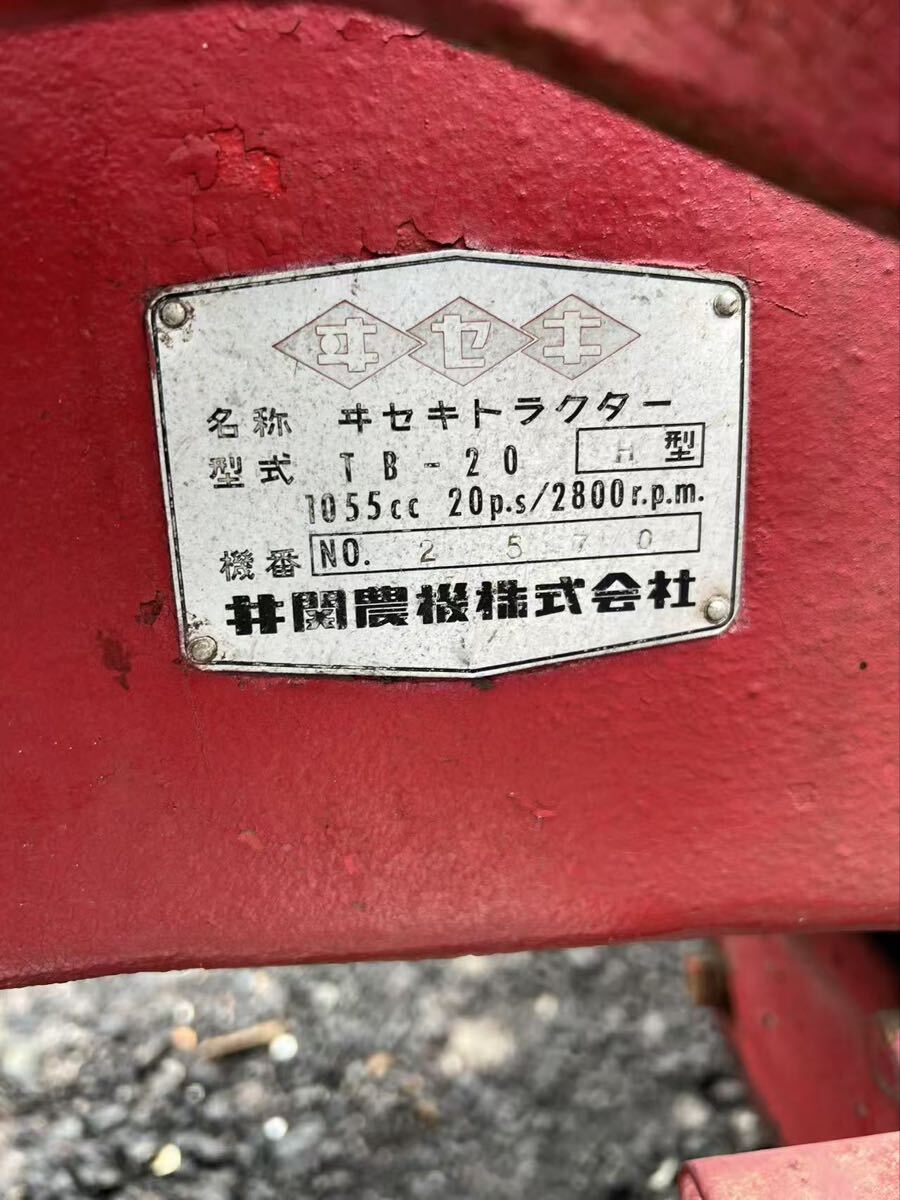 ヰセキ
名称 ヰセキトラクター
型式 TB-20 H型
1055cc 20p.s/2800r.p.m.
機番 NO. 2570
井関農機株式会社